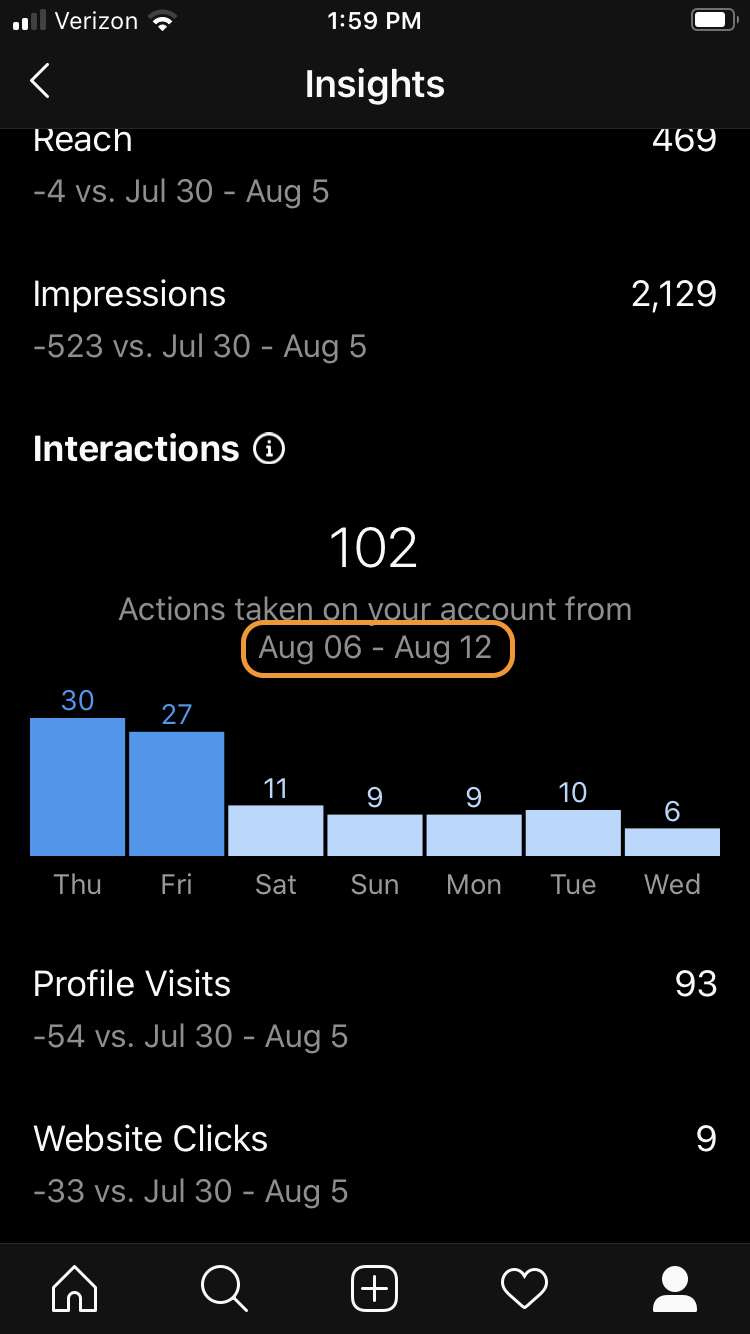 Verizon 1:59 PM
Insights
Reach 469
-4 vs. Jul 30 - Aug 5
Impressions 2,129
-523 vs. Jul 30 - Aug 5
Interactions
102
Actions taken on your account from
Aug 06 - Aug 12
30 27 11 9 9 10 6
Thu Fri Sat Sun Mon Tue Wed
Profile Visits 93
-54 vs. Jul 30 - Aug 5
Website Clicks 9
-33 vs. Jul 30 - Aug 5